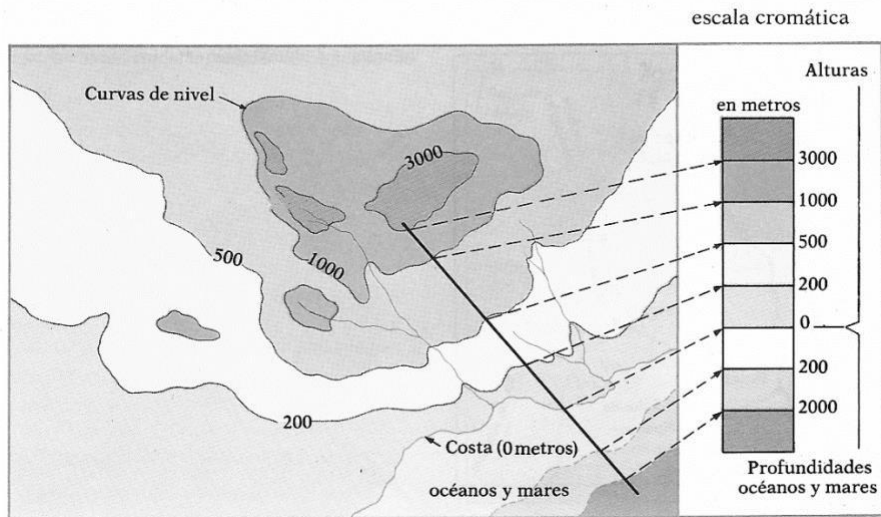 escala cromática
Alturas
Curvas de nivel
en metros
3000
3000
1000
500
1000
500
200
0
200
2000
200
Costa (0 metros)
océanos y mares
Profundidades
océanos y mares